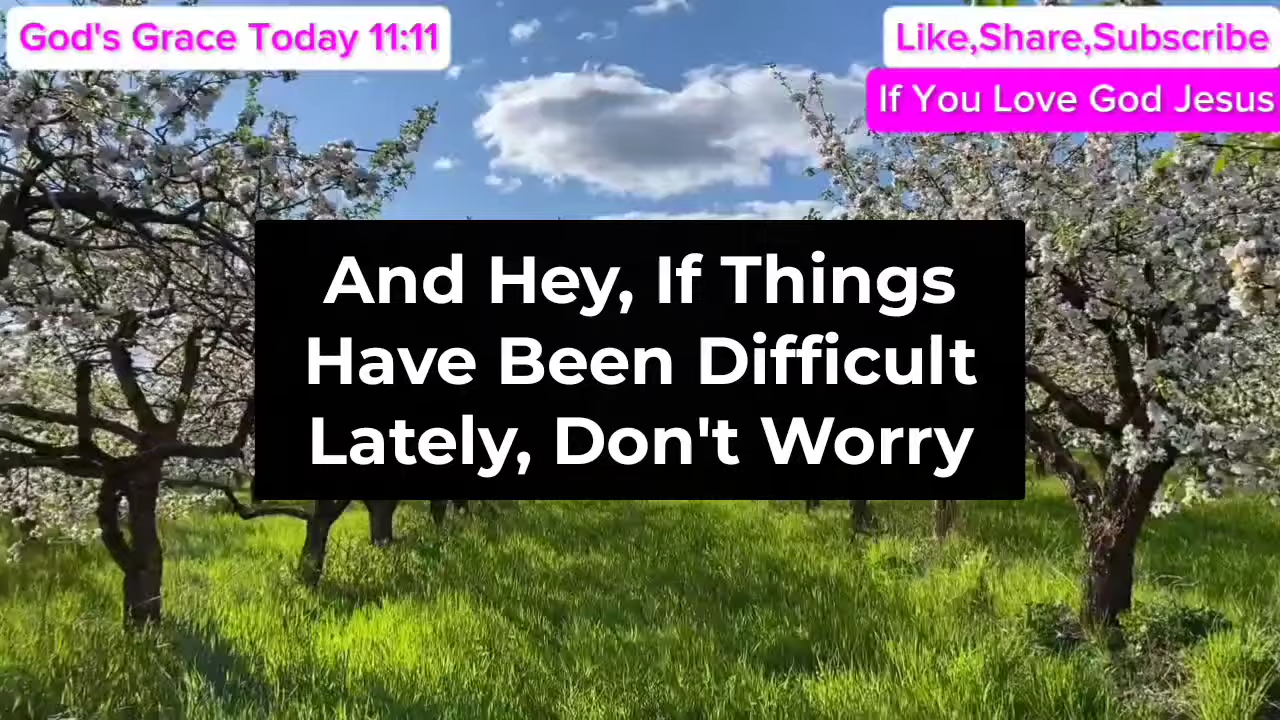 God's Grace Today 11:11
Like,Share,Subscribe
If You Love God Jesus
And Hey, If Things
Have Been Difficult
Lately, Don't Worry